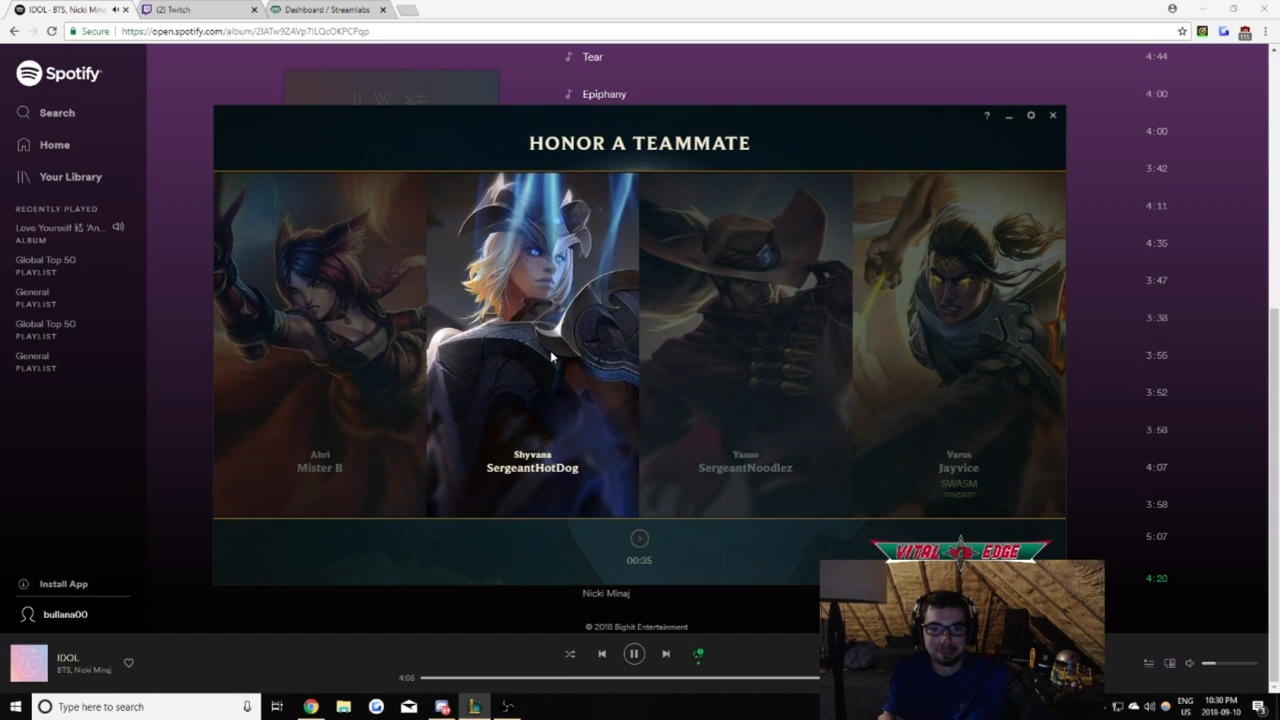 IDOL - BTS, Nicki Mina
(2) Twitch
Dashboard / Streamlabs
Secure
https://open.spotify.com/album/2lATw9ZAVp7lLQcOKPCPqp
Spotify
Search
Home
Your Library
RECENTLY PLAYED
Love Yourself 結 'An...
ALBUM
Global Top 50
PLAYLIST
General
PLAYLIST
Global Top 50
PLAYLIST
General
PLAYLIST
Install App
buliana00
Tear
4:44
Epiphany
4:00
4:00
3:42
4:11
4:35
3:47
3:38
3:55
3:52
3:58
4:07
3:58
5:07
4:20
HONOR A TEAMMATE
Ahri
Mister B
Shyvana
SergeantHotDog
Yasuo
SergeantNoodlez
Varus
Jayvice
SWASM
00:35
VITAL EDGE
Nicki Minaj
© 2018 Bighit Entertainment
IDOL
BTS, Nicki Minaj
4:06
Type here to search
ENG
US
10:30 PM
2018-09-10